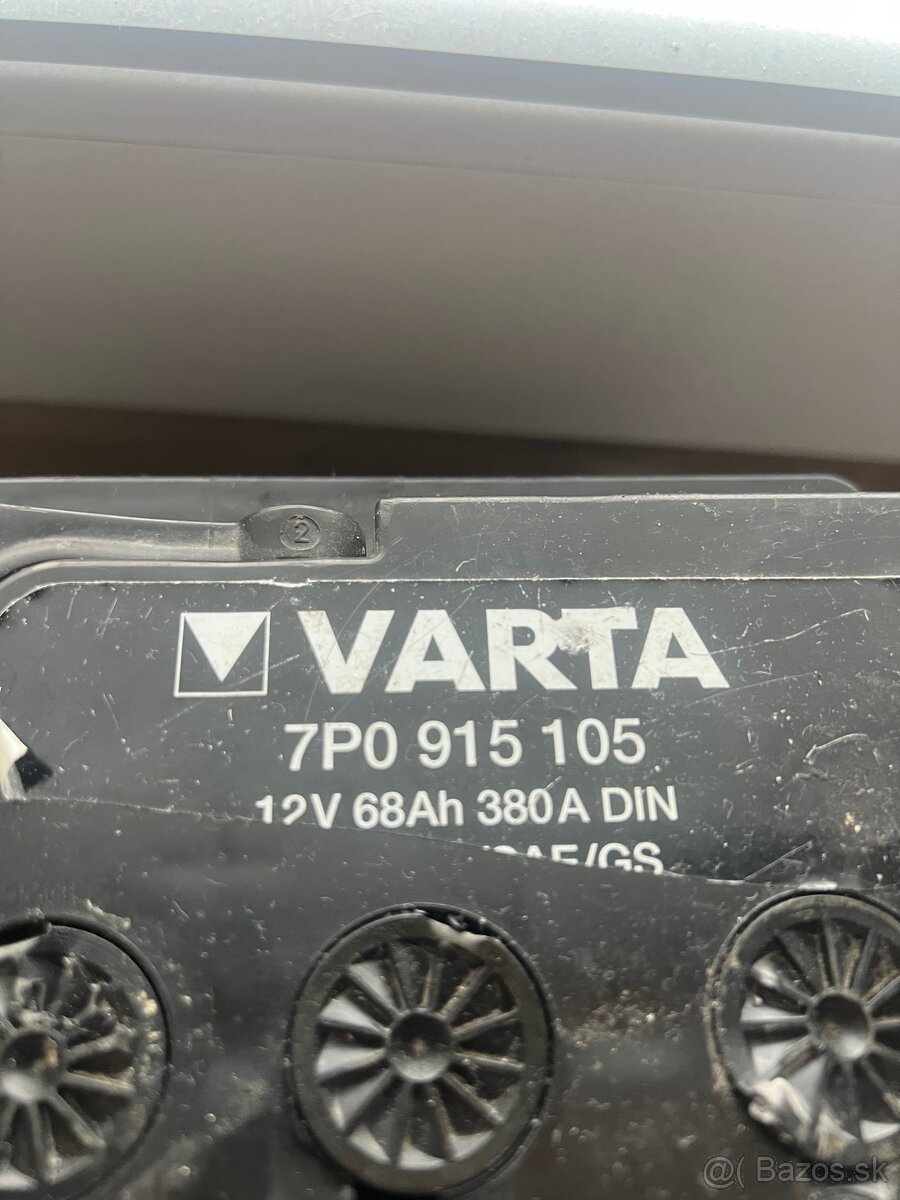 2
VARTA
7P0 915 105
12V 68Ah 380A DIN
@( Bazos.sk